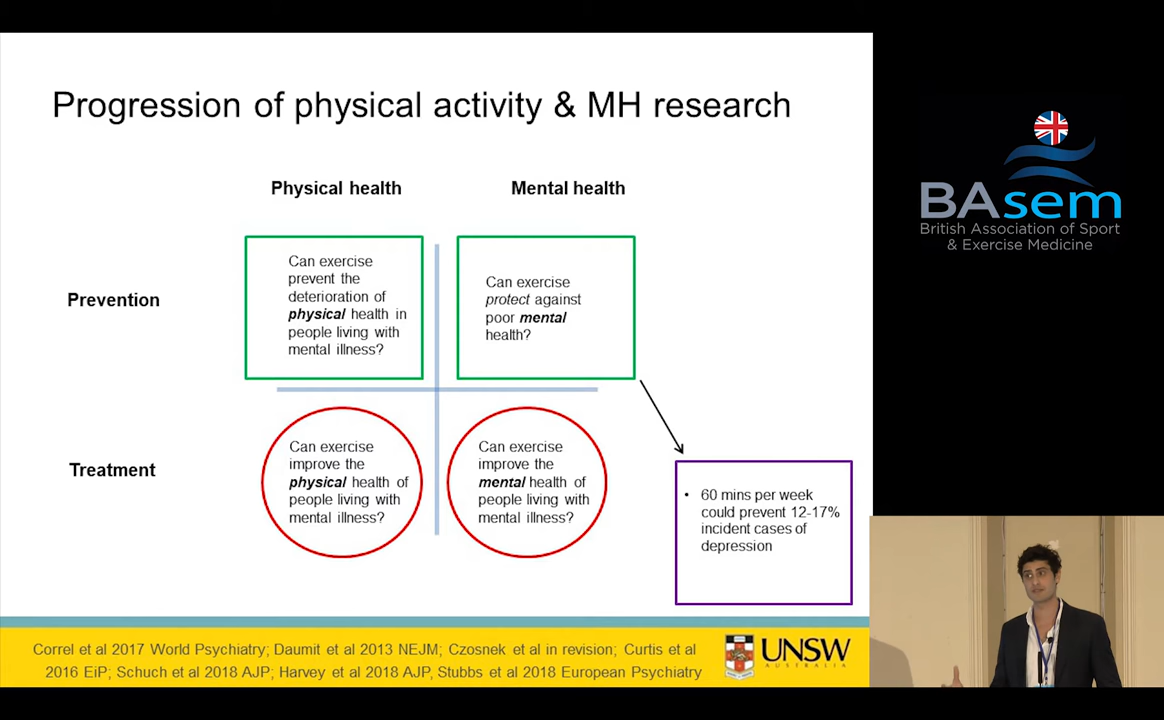 Progression of physical activity & MH research
Physical health
Mental health
Prevention
Can exercise
prevent the
deterioration of
physical health in
people living with
mental illness?
Can exercise
protect against
poor mental
health?
Treatment
Can exercise
improve the
physical health of
people living with
mental illness?
Can exercise
improve the
mental health of
people living with
mental illness?
• 60 mins per week
could prevent 12-17%
incident cases of
depression
Correl et al 2017 World Psychiatry; Daumit et al 2013 NEJM; Czosnek et al in revision; Curtis et al
2016 EiP; Schuch et al 2018 AJP; Harvey et al 2018 AJP, Stubbs et al 2018 European Psychiatry
UNSW
AUSTRALIA
BAsem
British Association of Sport
& Exercise Medicine